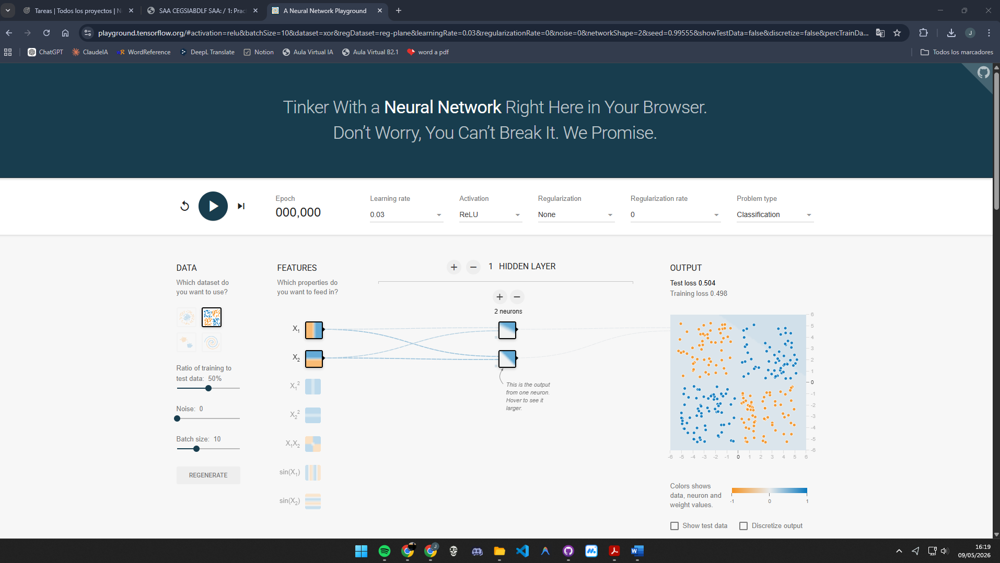 Tareas | Todos los proyectos | N
SAA CEGSIABDLF SAA: / 1: Prac
A Neural Network Playground
playground.tensorflow.org/#activation=relu&batchSize=10&dataset=xor&regDataset=reg-plane&learningRate=0.03&regularizationRate=0&noise=0&networkShape=2&seed=0.99555&showTestData=false&discretize=false&percTrainDa...
J
ChatGPT
ClaudeIA
WordReference
DeepL Translate
Notion
Aula Virtual IA
Aula Virtual B2.1
word a pdf
Todos los marcadores
Tinker With a Neural Network Right Here in Your Browser.
Don't Worry, You Can't Break It. We Promise.
Epoch
000,000
Learning rate
0.03
Activation
ReLU
Regularization
None
Regularization rate
0
Problem type
Classification
DATA
Which dataset do
you want to use?
Ratio of training to
test data: 50%
Noise: 0
Batch size: 10
REGENERATE
FEATURES
Which properties do
you want to feed in?
X1
X2
X1²
X2²
X1X2
sin(X1)
sin(X2)
+ − 1 HIDDEN LAYER
+ −
2 neurons
This is the output
from one neuron.
Hover to see it
larger.
OUTPUT
Test loss 0.504
Training loss 0.498
6
5
4
3
2
1
0
-1
-2
-3
-4
-5
-6
-6 -5 -4 -3 -2 -1 0 1 2 3 4 5 6
Colors shows
data, neuron and
weight values.
-1 0 1
Show test data
Discretize output
J
16:19
09/05/2026